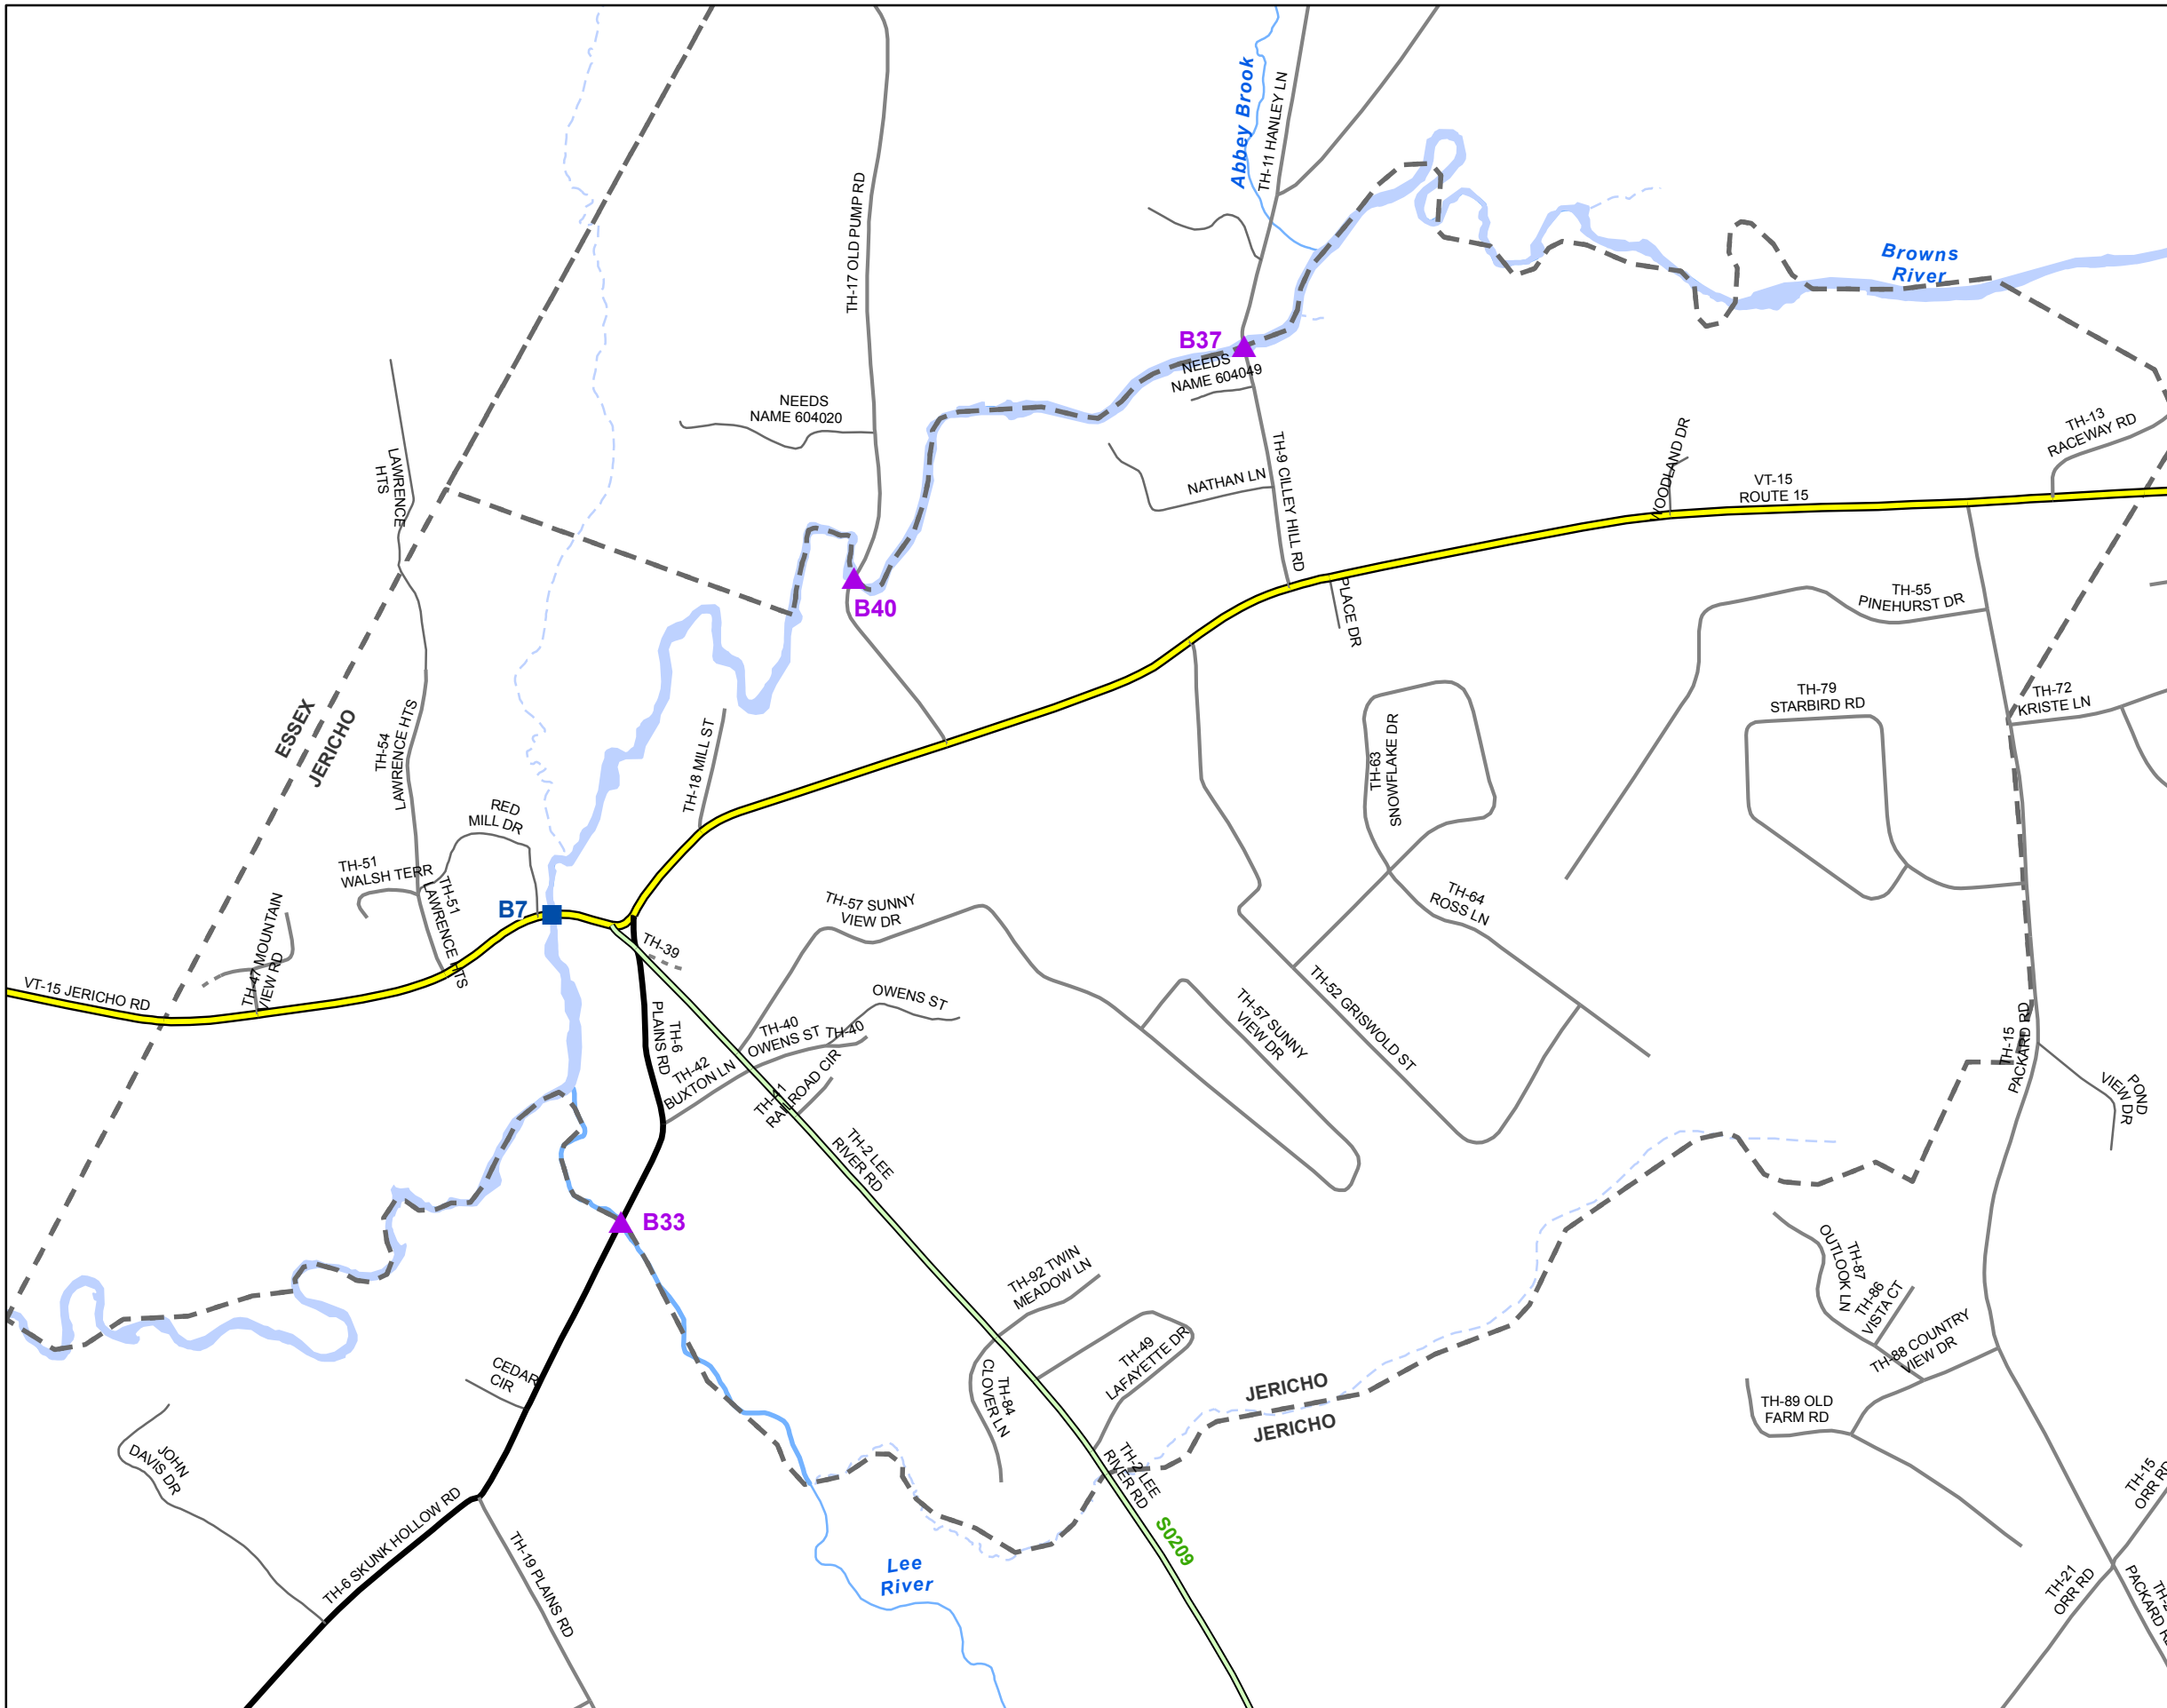 Abbey Brook
TH-11 HANLEY LN
TH-17 OLD PUMP RD
Browns
River
B37
NEEDS
NAME 604049
NEEDS
NAME 604020
TH-13
RACEWAY RD
LAWRENCE
HTS
NATHAN LN
TH-9 CILLEY HILL RD
WOODLAND DR
VT-15
ROUTE 15
B40
PLACE DR
TH-55
PINEHURST DR
TH-79
STARBIRD RD
TH-72
KRISTE LN
ESSEX
JERICHO
TH-54
LAWRENCE HTS
TH-18 MILL ST
TH-63
SNOWFLAKE DR
RED
MILL DR
TH-51
WALSH TERR
TH-51
LAWRENCE HTS
B7
TH-57 SUNNY
VIEW DR
TH-64
ROSS LN
TH-47 MOUNTAIN
VIEW RD
VT-15 JERICHO RD
TH-39
OWENS ST
TH-6
PLAINS RD
TH-40
OWENS ST
TH-40
TH-42
BUXTON LN
TH-41
RAILROAD CIR
TH-57 SUNNY
VIEW DR
TH-52 GRISWOLD ST
TH-15
PACKARD RD
POND
VIEW DR
TH-2 LEE
RIVER RD
B33
TH-92 TWIN
MEADOW LN
TH-87
OUTLOOK LN
TH-86
VISTA CT
TH-88 COUNTRY
VIEW DR
TH-49
LAFAYETTE DR
TH-84
CLOVER LN
CEDAR
CIR
JERICHO
JERICHO
TH-89 OLD
FARM RD
JOHN
DAVIS DR
TH-2 LEE
RIVER RD
TH-15
ORR RD
S0209
TH-6 SKUNK HOLLOW RD
TH-19 PLAINS RD
Lee
River
TH-21
ORR RD
PACKARD